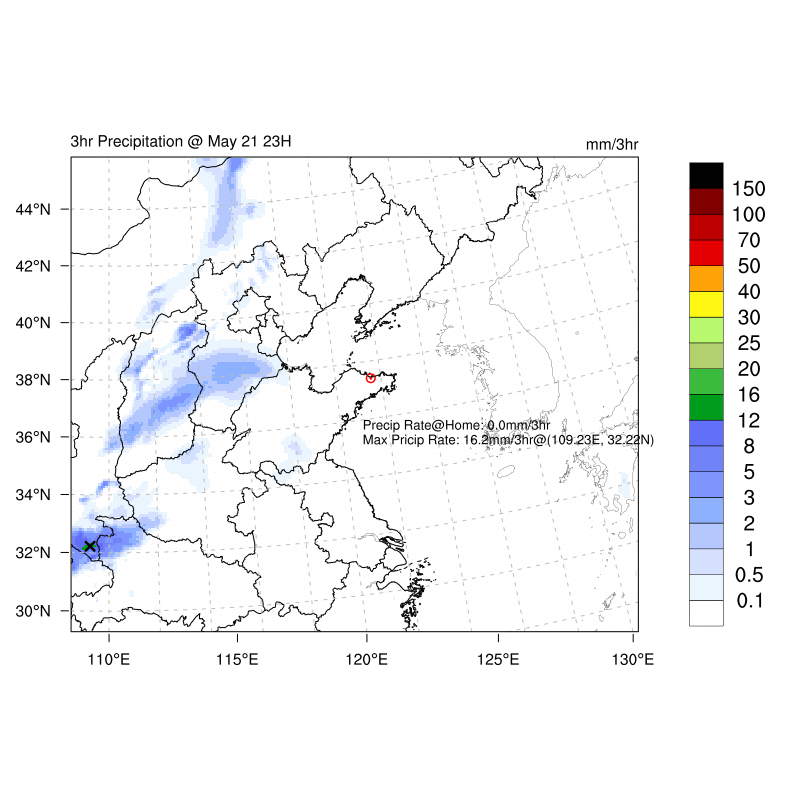 3hr Precipitation @ May 21 23H
mm/3hr
44°N
42°N
40°N
38°N
36°N
34°N
32°N
30°N
110°E
115°E
120°E
125°E
130°E
Precip Rate@Home: 0.0mm/3hr
Max Pricip Rate: 16.2mm/3hr@(109.23E, 32.22N)
150
100
70
50
40
30
25
20
16
12
8
5
3
2
1
0.5
0.1